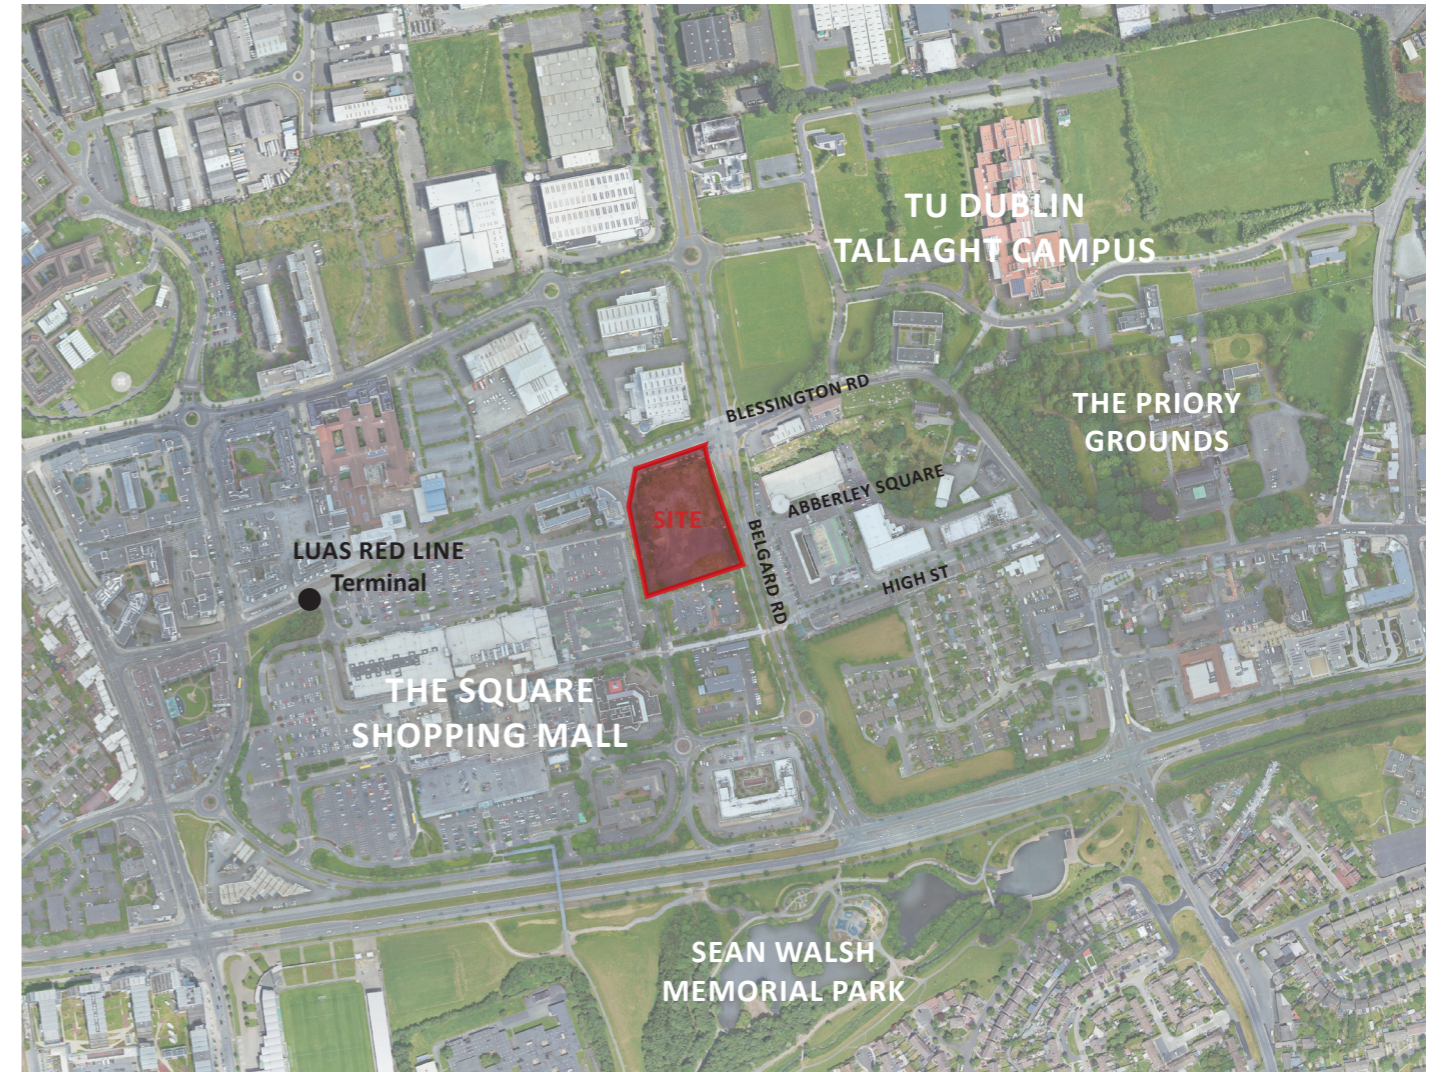 TU DUBLIN
TALLAGHT CAMPUS
BLESSINGTON RD
THE PRIORY
GROUNDS
ABBERLEY SQUARE
SITE
BELGARD RD
LUAS RED LINE
Terminal
HIGH ST
THE SQUARE
SHOPPING MALL
SEAN WALSH
MEMORIAL PARK